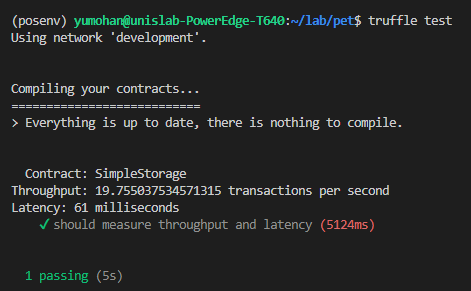 (posenv) yumohan@unislab-PowerEdge-T640:~/lab/pet$ truffle test
Using network 'development'.
Compiling your contracts...
===========================
> Everything is up to date, there is nothing to compile.
Contract: SimpleStorage
Throughput: 19.755037534571315 transactions per second
Latency: 61 milliseconds
✓ should measure throughput and latency (5124ms)
1 passing (5s)